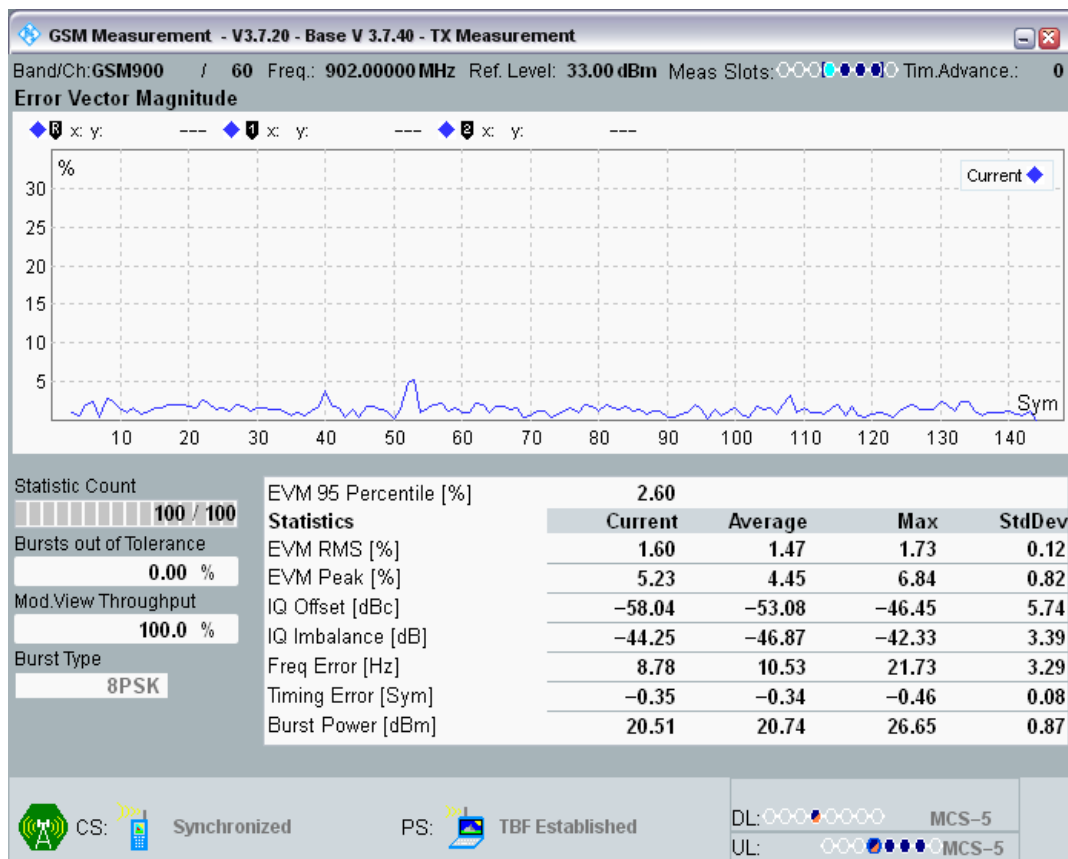 GSM Measurement - V3.7.20 - Base V 3.7.40 - TX Measurement
Band/Ch:GSM900 / 60 Freq.: 902.00000 MHz Ref. Level: 33.00 dBm Meas Slots: Tim.Advance.: 0
Error Vector Magnitude
R x: y: --- 1 x: y: --- 2 x: y: ---
%
Current
30
25
20
15
10
5
Sym
10 20 30 40 50 60 70 80 90 100 110 120 130 140
Statistic Count
100 / 100
Bursts out of Tolerance
0.00 %
Mod.View Throughput
100.0 %
Burst Type
8PSK
EVM 95 Percentile [%] 2.60
Statistics Current Average Max StdDev
EVM RMS [%] 1.60 1.47 1.73 0.12
EVM Peak [%] 5.23 4.45 6.84 0.82
IQ Offset [dBc] −58.04 −53.08 −46.45 5.74
IQ Imbalance [dB] −44.25 −46.87 −42.33 3.39
Freq Error [Hz] 8.78 10.53 21.73 3.29
Timing Error [Sym] −0.35 −0.34 −0.46 0.08
Burst Power [dBm] 20.51 20.74 26.65 0.87
CS: Synchronized PS: TBF Established
DL: MCS−5
UL: MCS−5